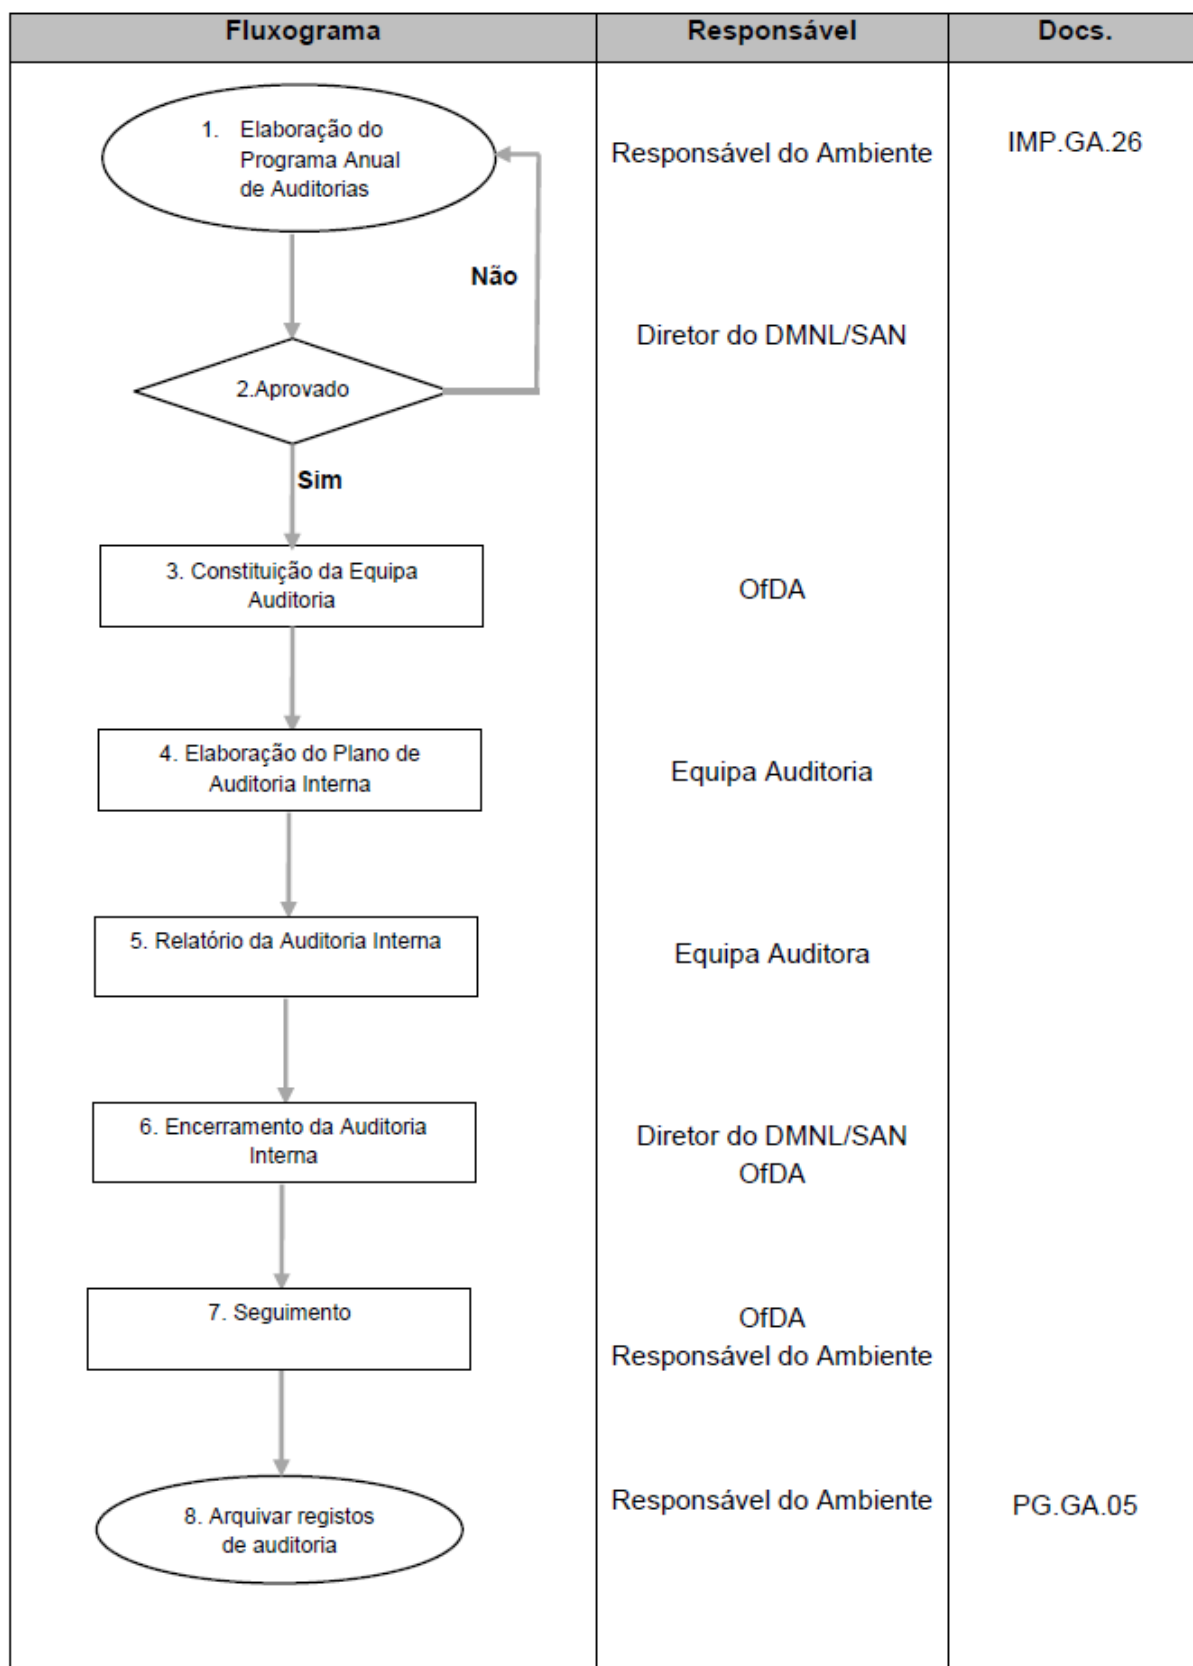 Fluxograma
Responsável
Docs.
1. Elaboração do
Programa Anual
de Auditorias
Responsável do Ambiente
IMP.GA.26
Não
Diretor do DMNL/SAN
2.Aprovado
Sim
3. Constituição da Equipa
Auditoria
OfDA
4. Elaboração do Plano de
Auditoria Interna
Equipa Auditoria
5. Relatório da Auditoria Interna
Equipa Auditora
6. Encerramento da Auditoria
Interna
Diretor do DMNL/SAN
OfDA
7. Seguimento
OfDA
Responsável do Ambiente
8. Arquivar registos
de auditoria
Responsável do Ambiente
PG.GA.05